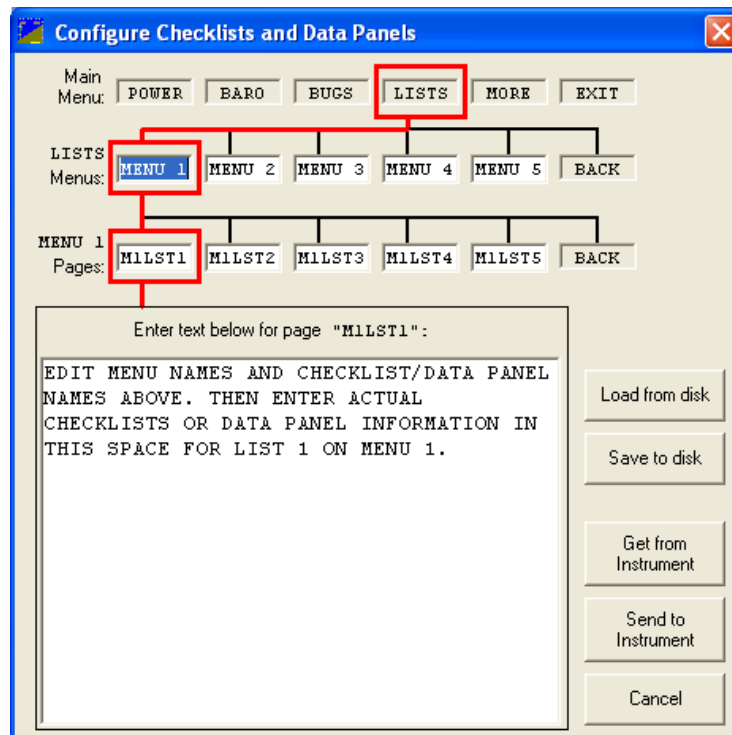 Configure Checklists and Data Panels
Main
Menu: POWER BARO BUGS LISTS MORE EXIT
LISTS
Menus: MENU 1 MENU 2 MENU 3 MENU 4 MENU 5 BACK
MENU 1
Pages: M1LST1 M1LST2 M1LST3 M1LST4 M1LST5 BACK
Enter text below for page "M1LST1":
EDIT MENU NAMES AND CHECKLIST/DATA PANEL
NAMES ABOVE. THEN ENTER ACTUAL
CHECKLISTS OR DATA PANEL INFORMATION IN
THIS SPACE FOR LIST 1 ON MENU 1.
Load from disk
Save to disk
Get from
Instrument
Send to
Instrument
Cancel